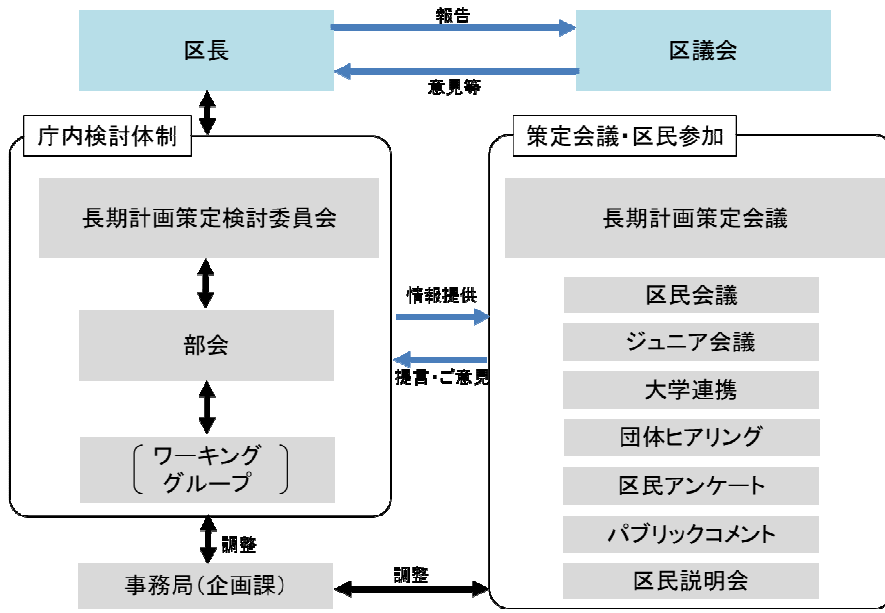 報告
区長
区議会
意見等
庁内検討体制
策定会議・区民参加
長期計画策定検討委員会
長期計画策定会議
情報提供
区民会議
部会
ジュニア会議
提言・ご意見
大学連携
団体ヒアリング
ワーキング
グループ
区民アンケート
パブリックコメント
調整
事務局(企画課)
調整
区民説明会